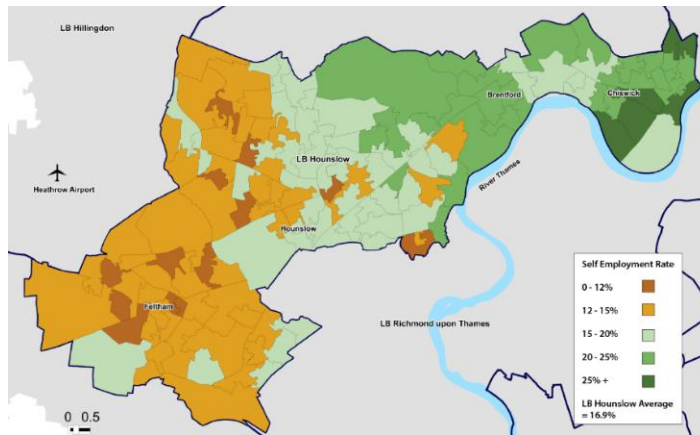 LB Hillingdon
Brentford
Chiswick
LB Hounslow
Heathrow Airport
River Thames
Hounslow
Feltham
LB Richmond upon Thames
Self Employment Rate
0 - 12%
12 - 15%
15 - 20%
20 - 25%
25% +
LB Hounslow Average
= 16.9%
0 0.5